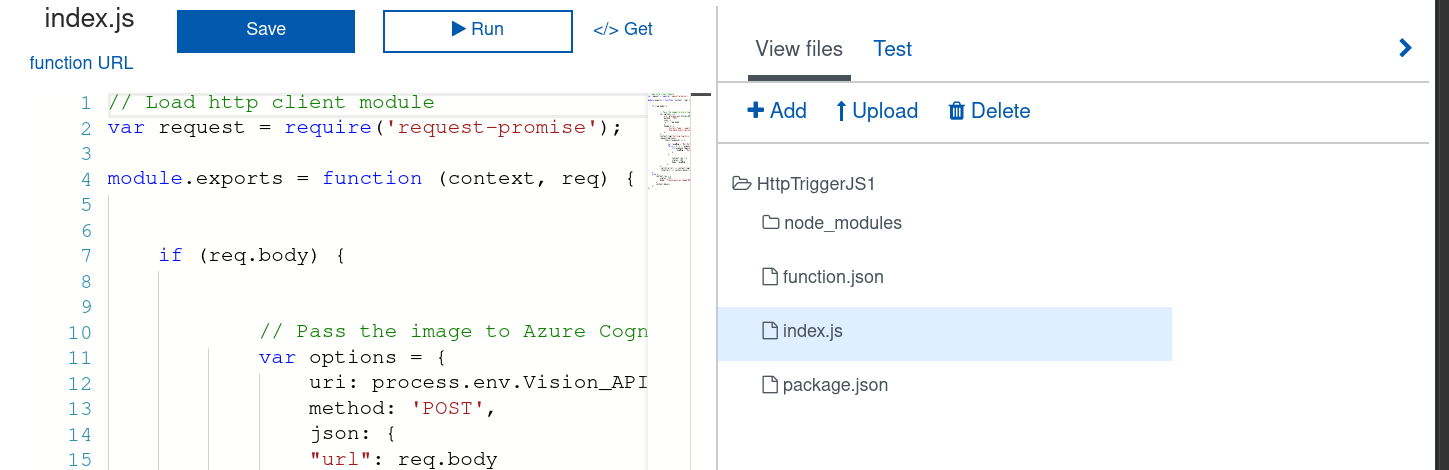 index.js
Save
Run
</> Get
function URL
1 // Load http client module
2 var request = require('request-promise');
3
4 module.exports = function (context, req) {
5
6
7 if (req.body) {
8
9
10 // Pass the image to Azure Cogn
11 var options = {
12 uri: process.env.Vision_API
13 method: 'POST',
14 json: {
15 "url": req.body
View files
Test
Add
Upload
Delete
HttpTriggerJS1
node_modules
function.json
index.js
package.json